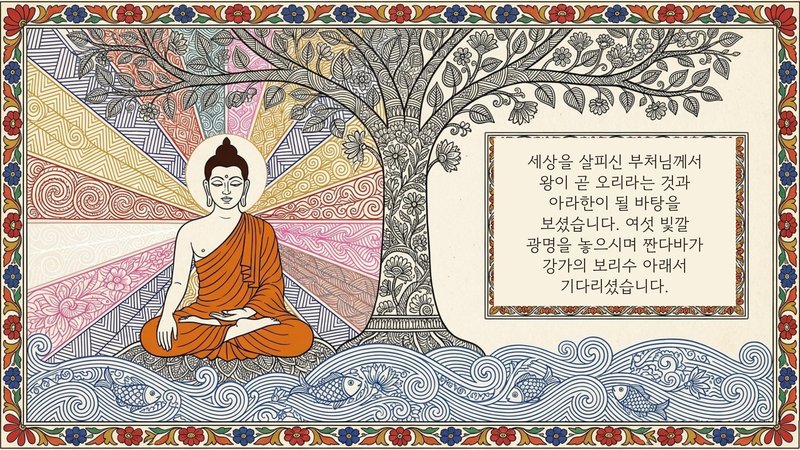 세상을 살피신 부처님께서
왕이 곧 오리라는 것과
아라한이 될 바탕을
보셨습니다. 여섯 빛깔
광명을 놓으시며 짠다바가
강가의 보리수 아래서
기다리셨습니다.